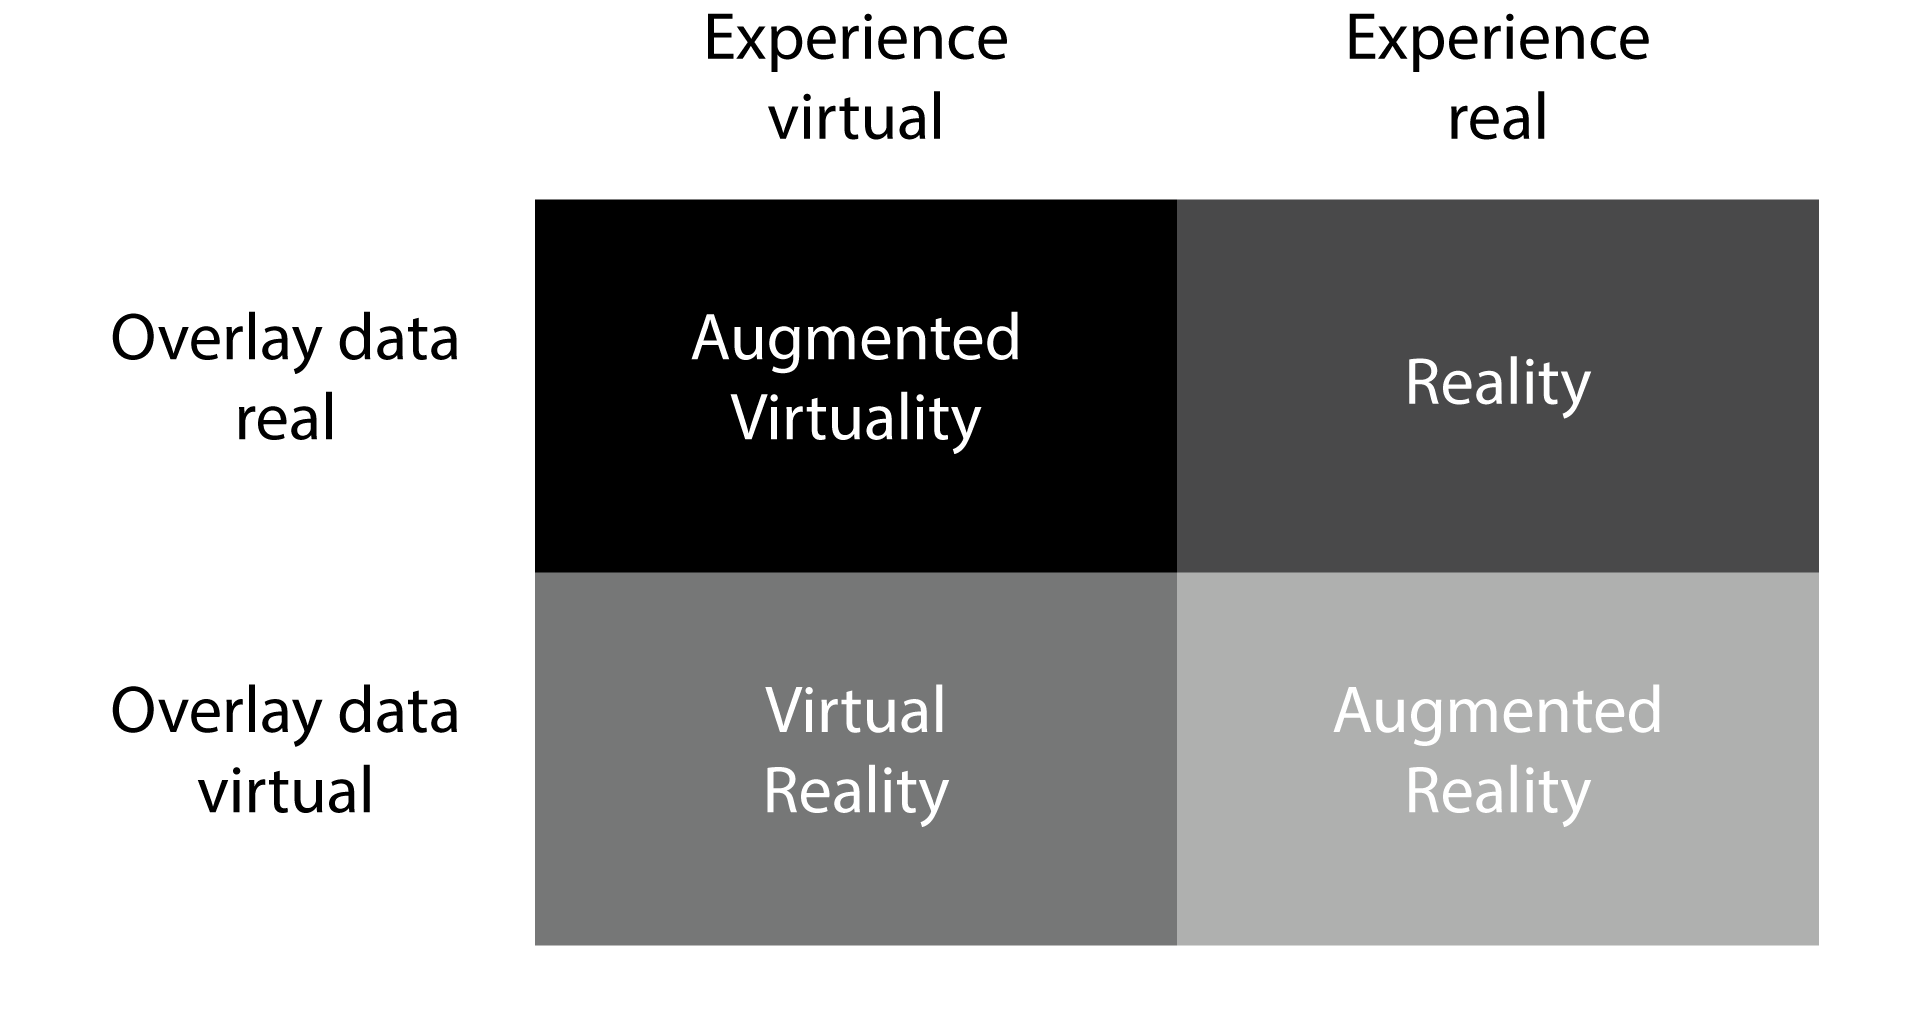 Experience
virtual
Experience
real
Overlay data
real
Augmented
Virtuality
Reality
Overlay data
virtual
Virtual
Reality
Augmented
Reality